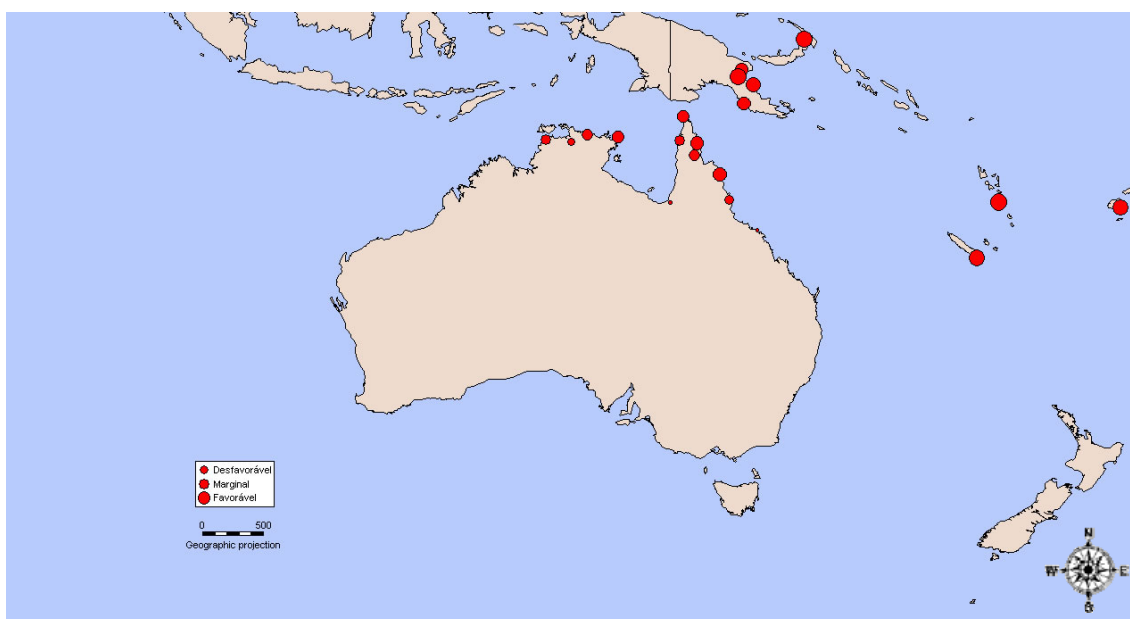 Desfavorável
Marginal
Favorável
0 500
Geographic projection
N
W E
S